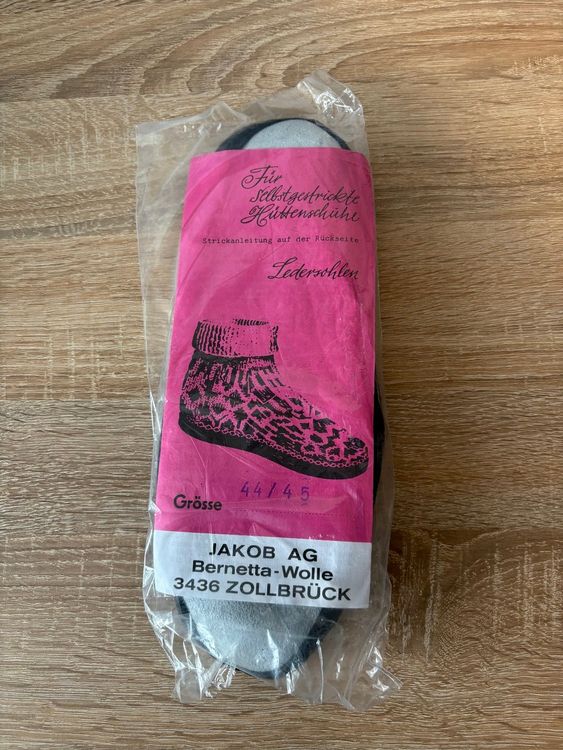 Für
Selbstgestrickte
Hüttenschuhe
Strickanleitung auf der Rückseite
Ledersohlen
Grösse 44/45
JAKOB AG
Bernetta-Wolle
3436 ZOLLBRÜCK